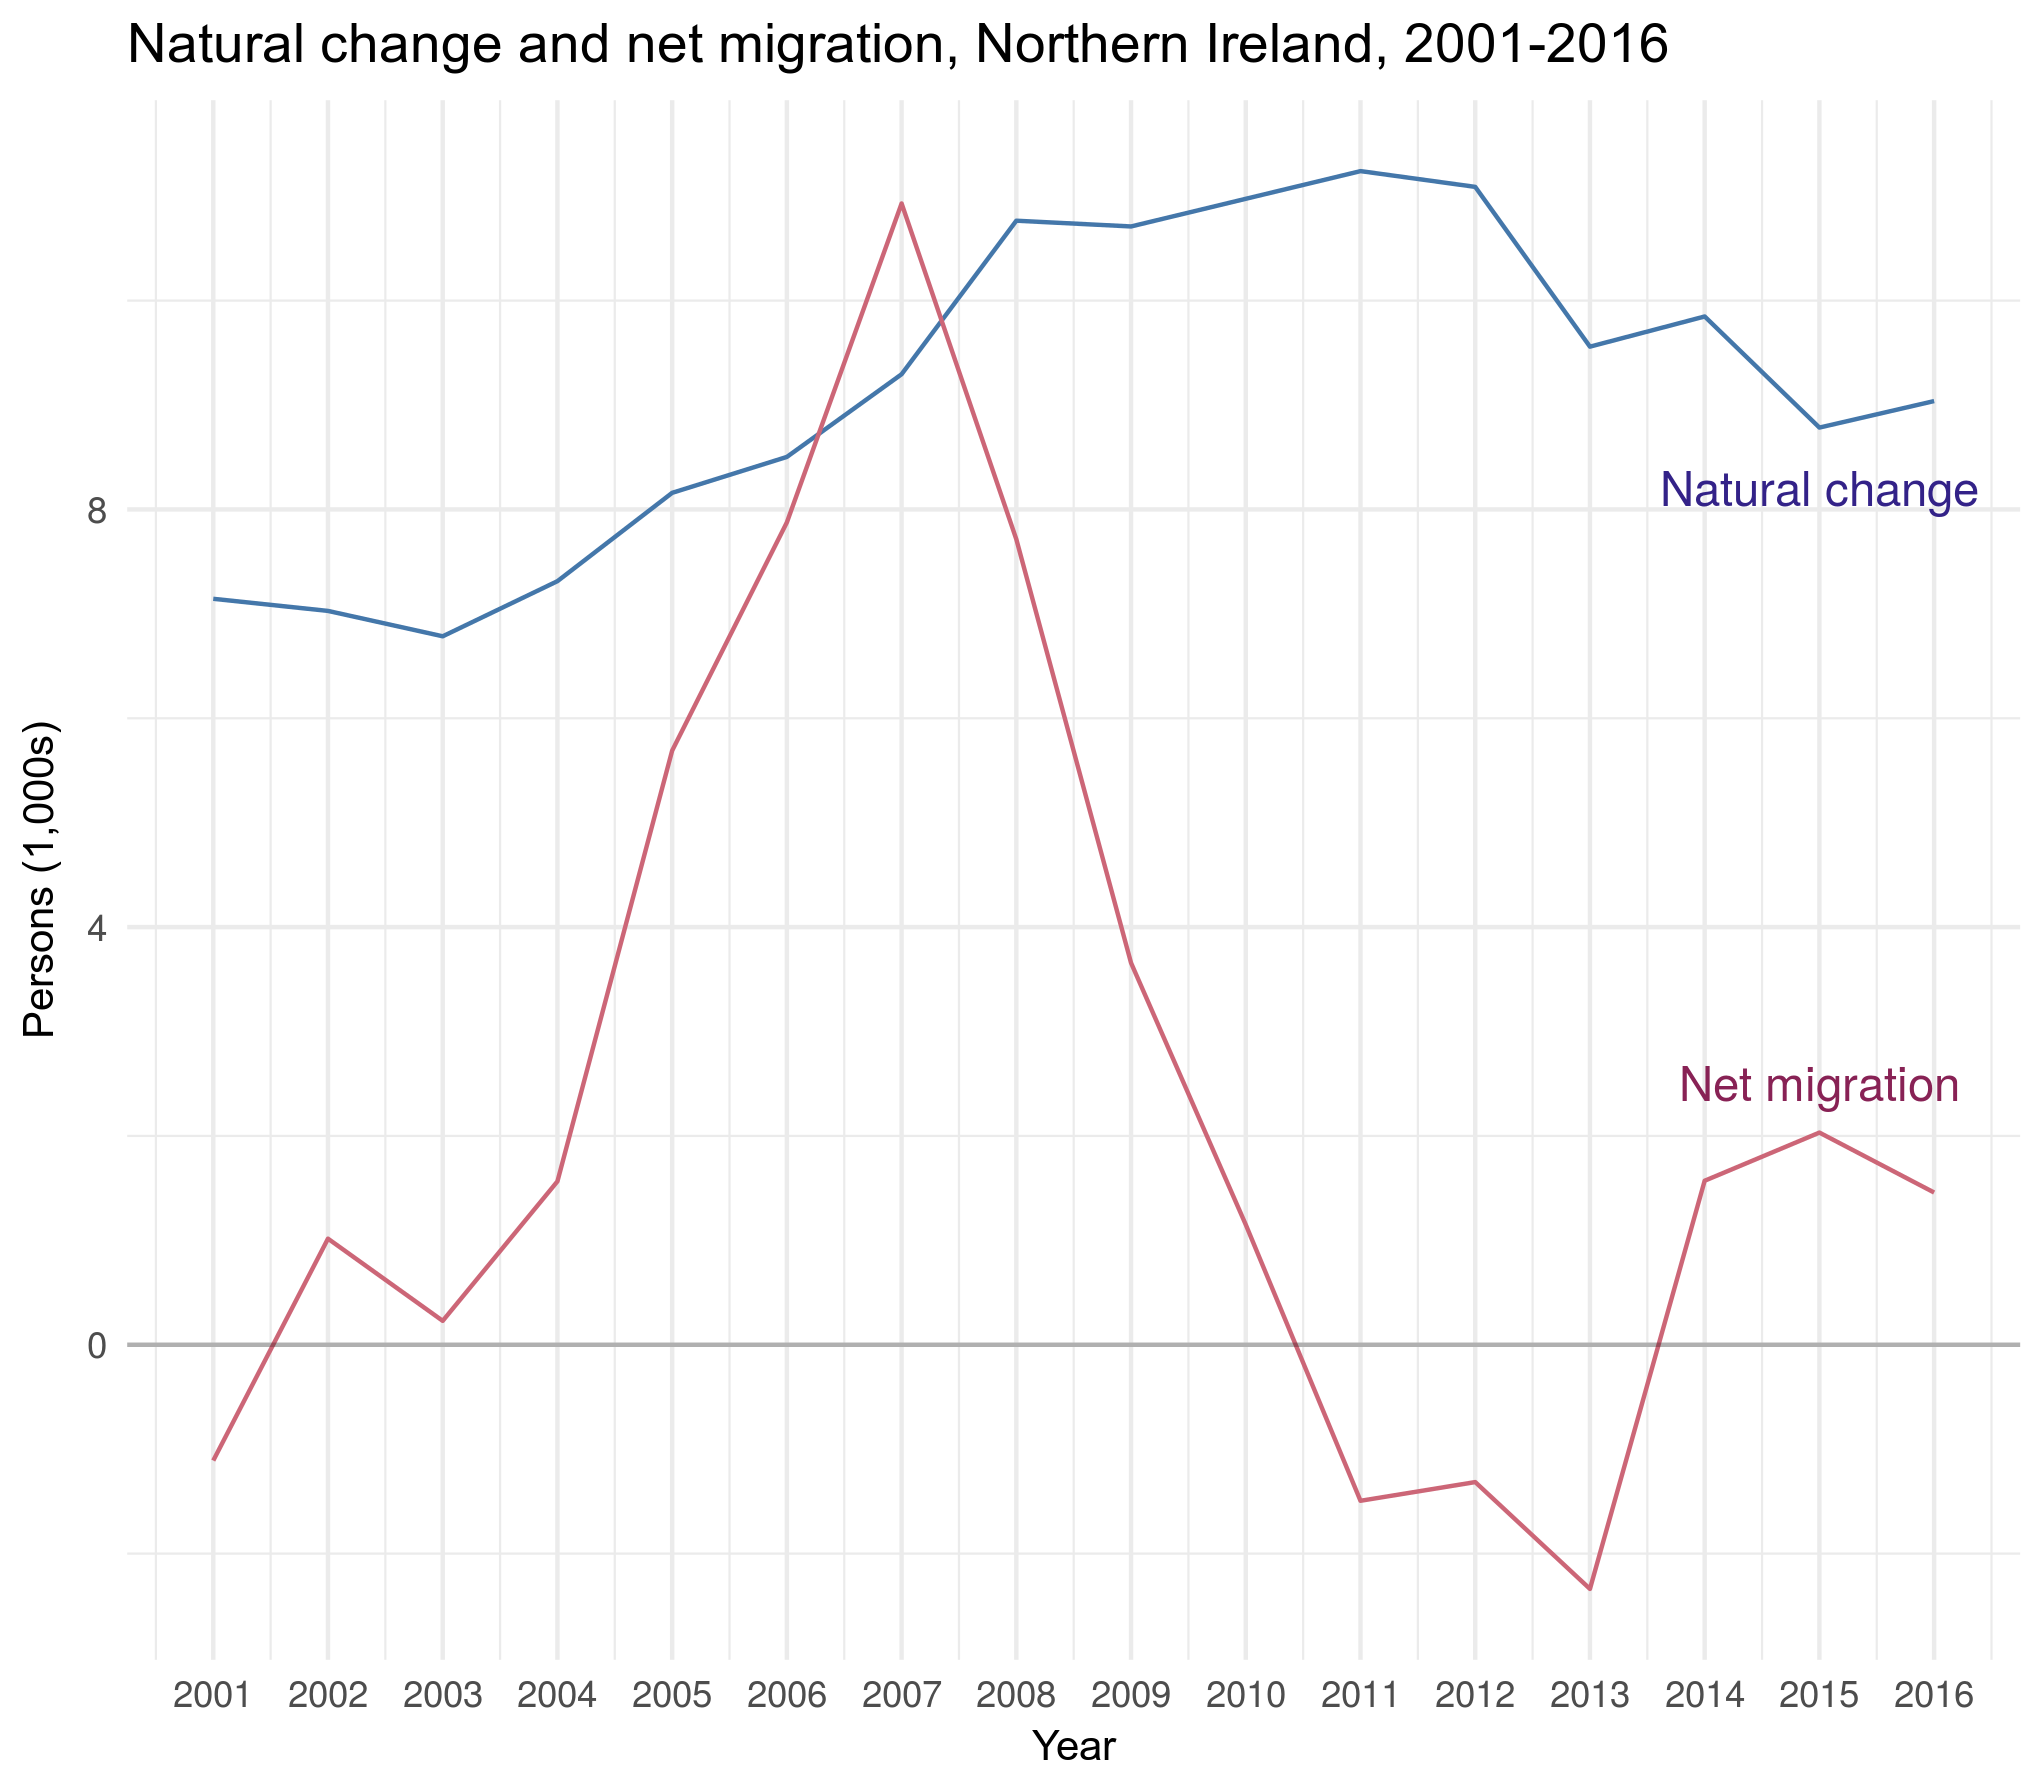 Natural change and net migration, Northern Ireland, 2001-2016
Persons (1,000s)
8
4
0
Natural change
Net migration
2001 2002 2003 2004 2005 2006 2007 2008 2009 2010 2011 2012 2013 2014 2015 2016
Year